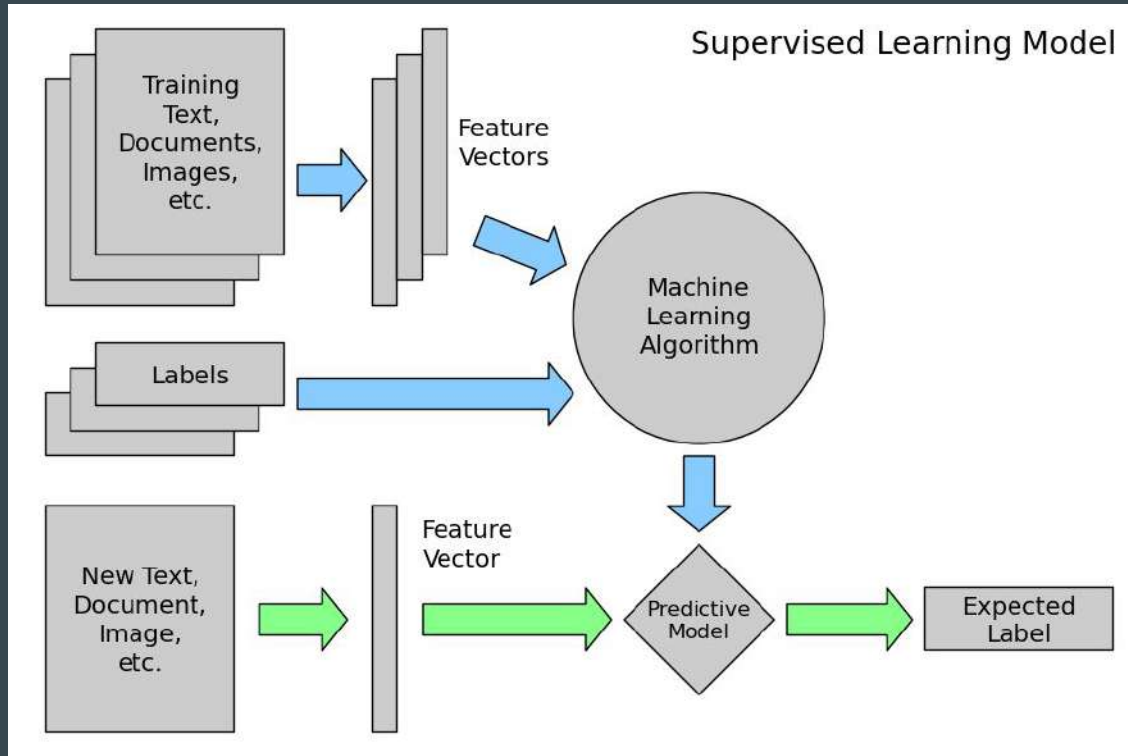 Supervised Learning Model
Training
Text,
Documents,
Images,
etc.
Feature
Vectors
Machine
Learning
Algorithm
Labels
New Text,
Document,
Image,
etc.
Feature
Vector
Predictive
Model
Expected
Label